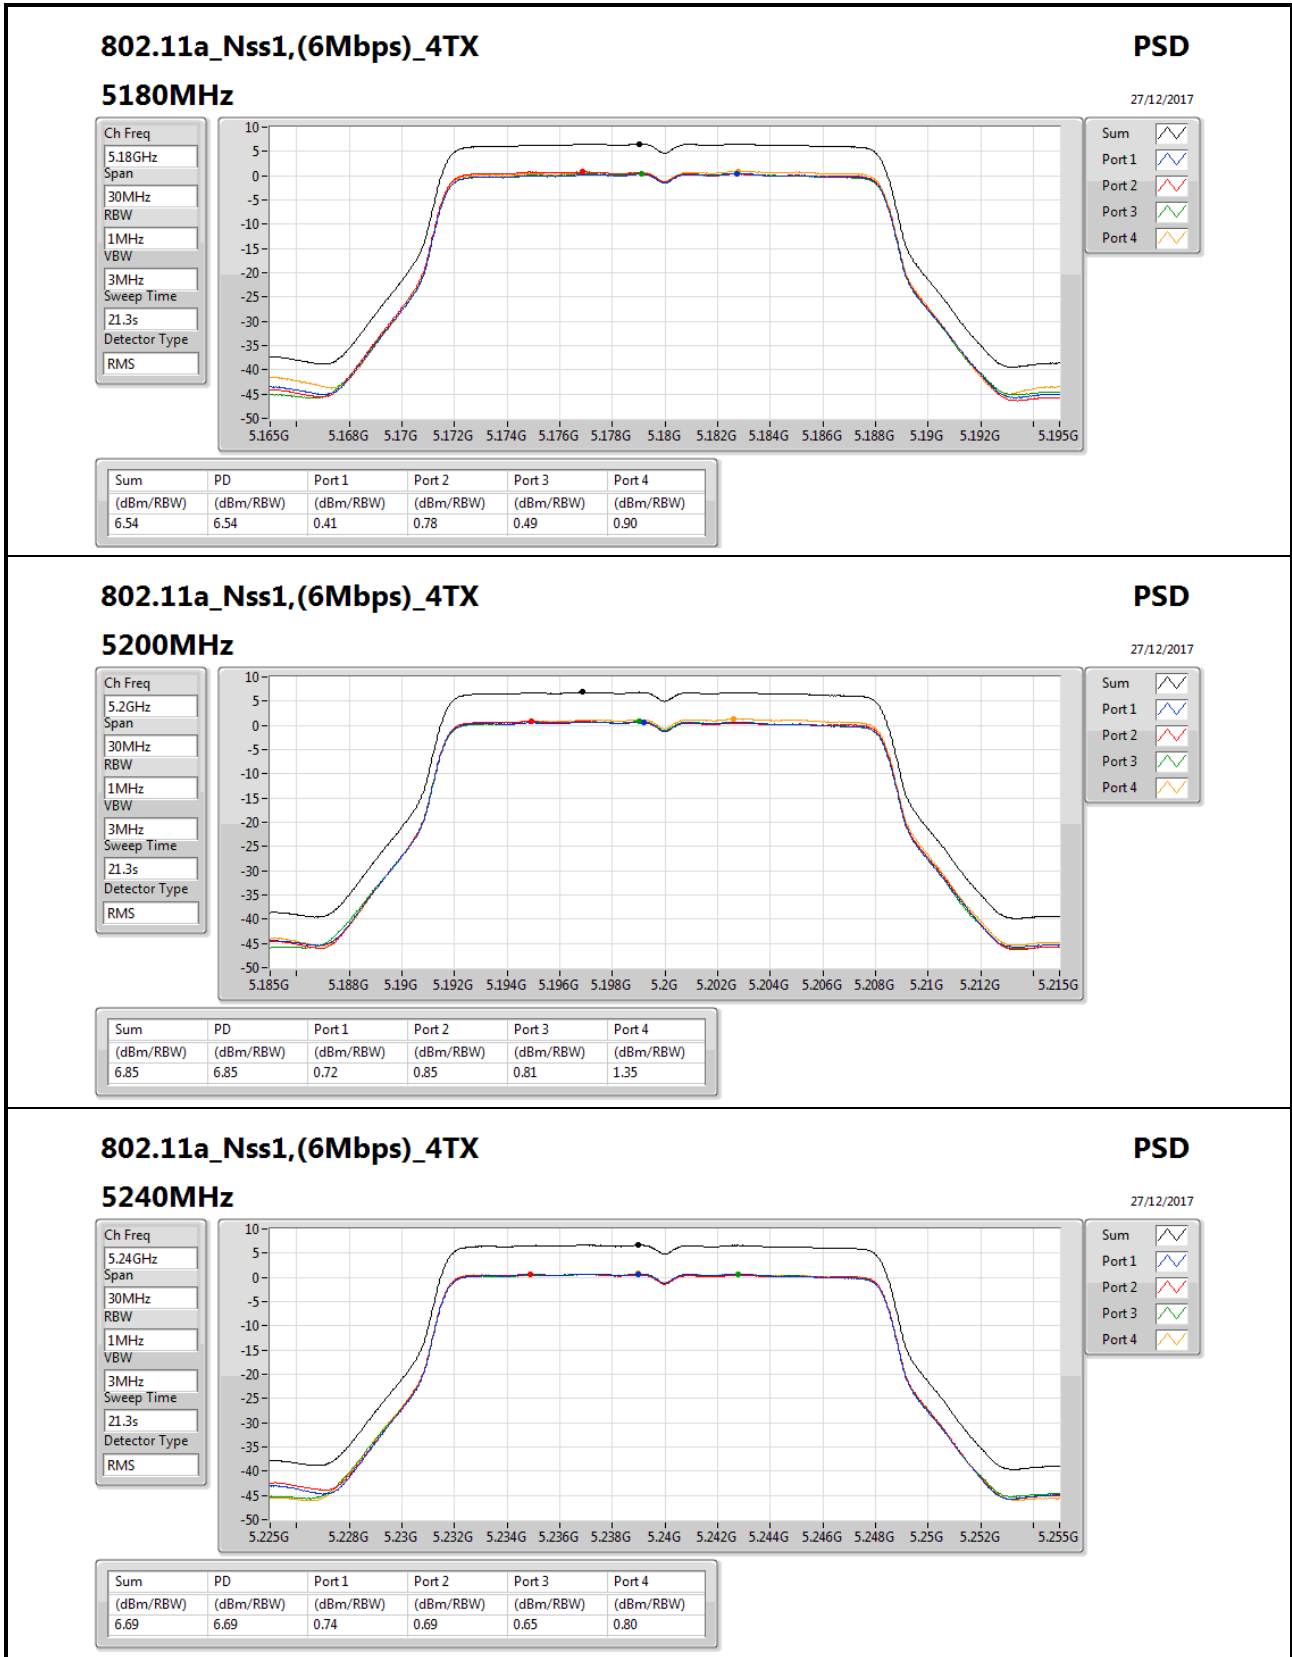 802.11a_Nss1,(6Mbps)_4TX PSD
5180MHz 27/12/2017
Ch Freq
5.18GHz
Span
30MHz
RBW
1MHz
VBW
3MHz
Sweep Time
21.3s
Detector Type
RMS
10
5
0
-5
-10
-15
-20
-25
-30
-35
-40
-45
-50
5.165G 5.168G 5.17G 5.172G 5.174G 5.176G 5.178G 5.18G 5.182G 5.184G 5.186G 5.188G 5.19G 5.192G 5.195G
Sum
Port 1
Port 2
Port 3
Port 4
Sum PD Port 1 Port 2 Port 3 Port 4
(dBm/RBW) (dBm/RBW) (dBm/RBW) (dBm/RBW) (dBm/RBW) (dBm/RBW)
6.54 6.54 0.41 0.78 0.49 0.90
802.11a_Nss1,(6Mbps)_4TX PSD
5200MHz 27/12/2017
Ch Freq
5.2GHz
Span
30MHz
RBW
1MHz
VBW
3MHz
Sweep Time
21.3s
Detector Type
RMS
10
5
0
-5
-10
-15
-20
-25
-30
-35
-40
-45
-50
5.185G 5.188G 5.19G 5.192G 5.194G 5.196G 5.198G 5.2G 5.202G 5.204G 5.206G 5.208G 5.21G 5.212G 5.215G
Sum
Port 1
Port 2
Port 3
Port 4
Sum PD Port 1 Port 2 Port 3 Port 4
(dBm/RBW) (dBm/RBW) (dBm/RBW) (dBm/RBW) (dBm/RBW) (dBm/RBW)
6.85 6.85 0.72 0.85 0.81 1.35
802.11a_Nss1,(6Mbps)_4TX PSD
5240MHz 27/12/2017
Ch Freq
5.24GHz
Span
30MHz
RBW
1MHz
VBW
3MHz
Sweep Time
21.3s
Detector Type
RMS
10
5
0
-5
-10
-15
-20
-25
-30
-35
-40
-45
-50
5.225G 5.228G 5.23G 5.232G 5.234G 5.236G 5.238G 5.24G 5.242G 5.244G 5.246G 5.248G 5.25G 5.252G 5.255G
Sum
Port 1
Port 2
Port 3
Port 4
Sum PD Port 1 Port 2 Port 3 Port 4
(dBm/RBW) (dBm/RBW) (dBm/RBW) (dBm/RBW) (dBm/RBW) (dBm/RBW)
6.69 6.69 0.74 0.69 0.65 0.80